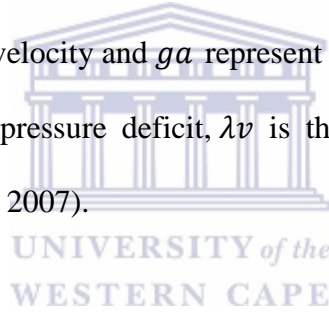 velocity and 𝑔𝑎 represent
pressure deficit, 𝜆𝑣 is th
2007).
UNIVERSITY of the
WESTERN CAPE